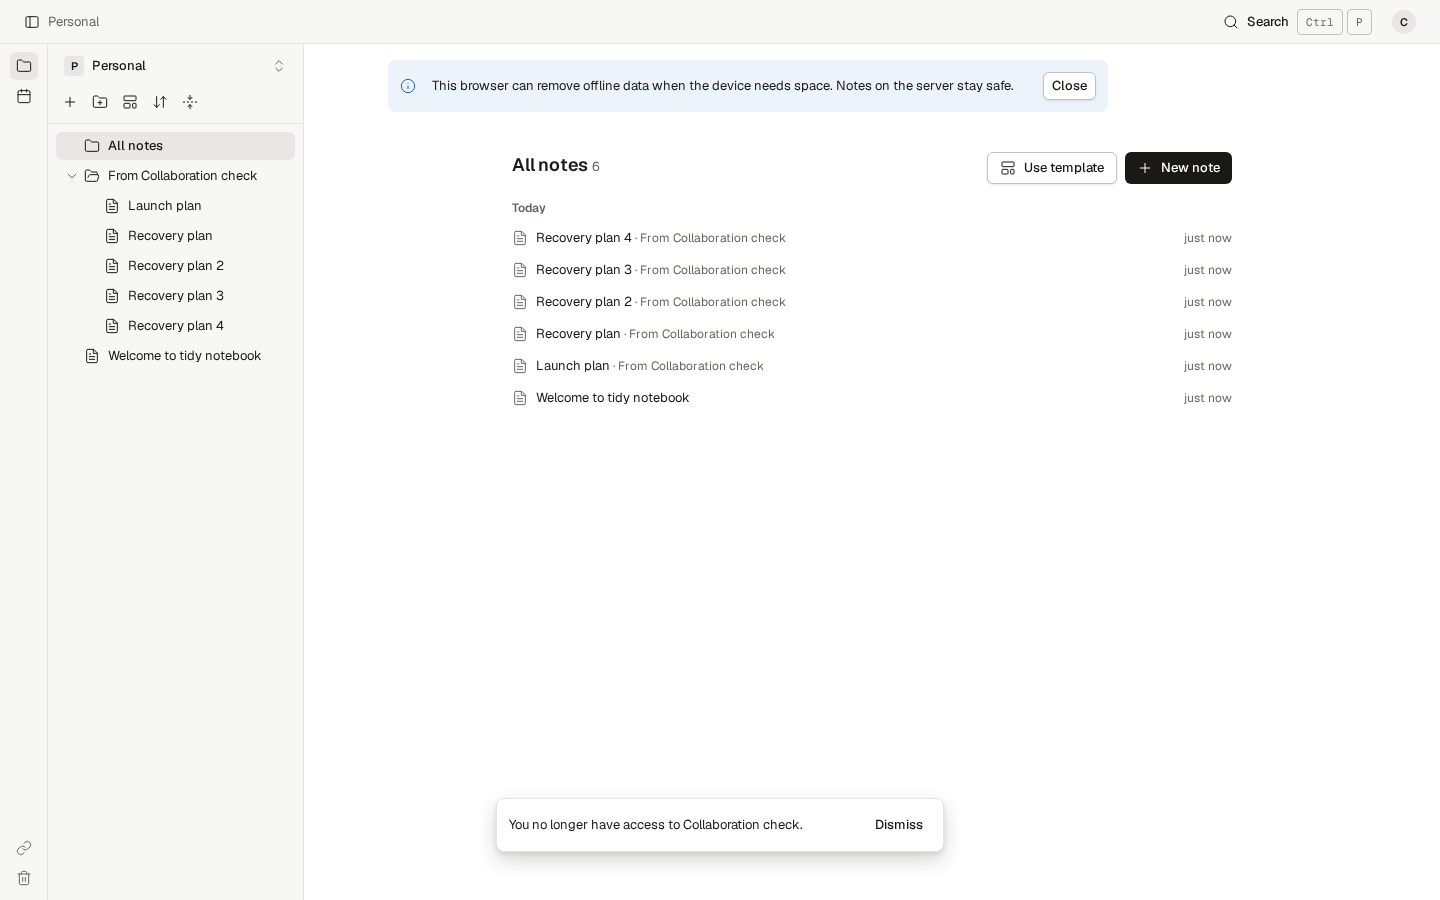 Personal
Search Ctrl P C
P Personal
All notes
From Collaboration check
Launch plan
Recovery plan
Recovery plan 2
Recovery plan 3
Recovery plan 4
Welcome to tidy notebook
This browser can remove offline data when the device needs space. Notes on the server stay safe.
Close
All notes 6
Use template
New note
Today
Recovery plan 4 · From Collaboration check just now
Recovery plan 3 · From Collaboration check just now
Recovery plan 2 · From Collaboration check just now
Recovery plan · From Collaboration check just now
Launch plan · From Collaboration check just now
Welcome to tidy notebook just now
You no longer have access to Collaboration check.
Dismiss